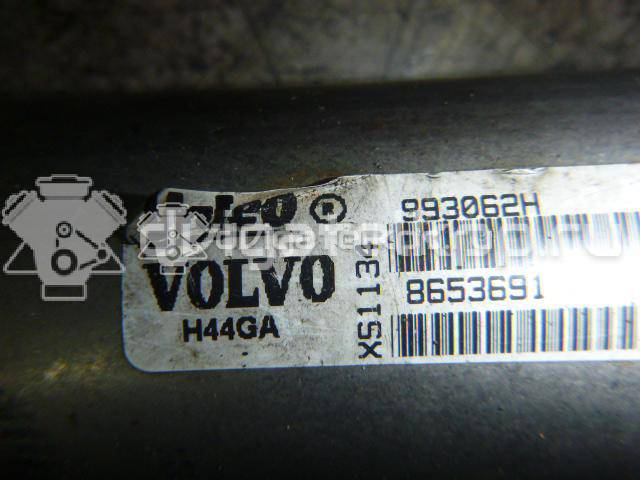 Valeo ®
VOLVO
H44GA
XS1134
993062H
8653691